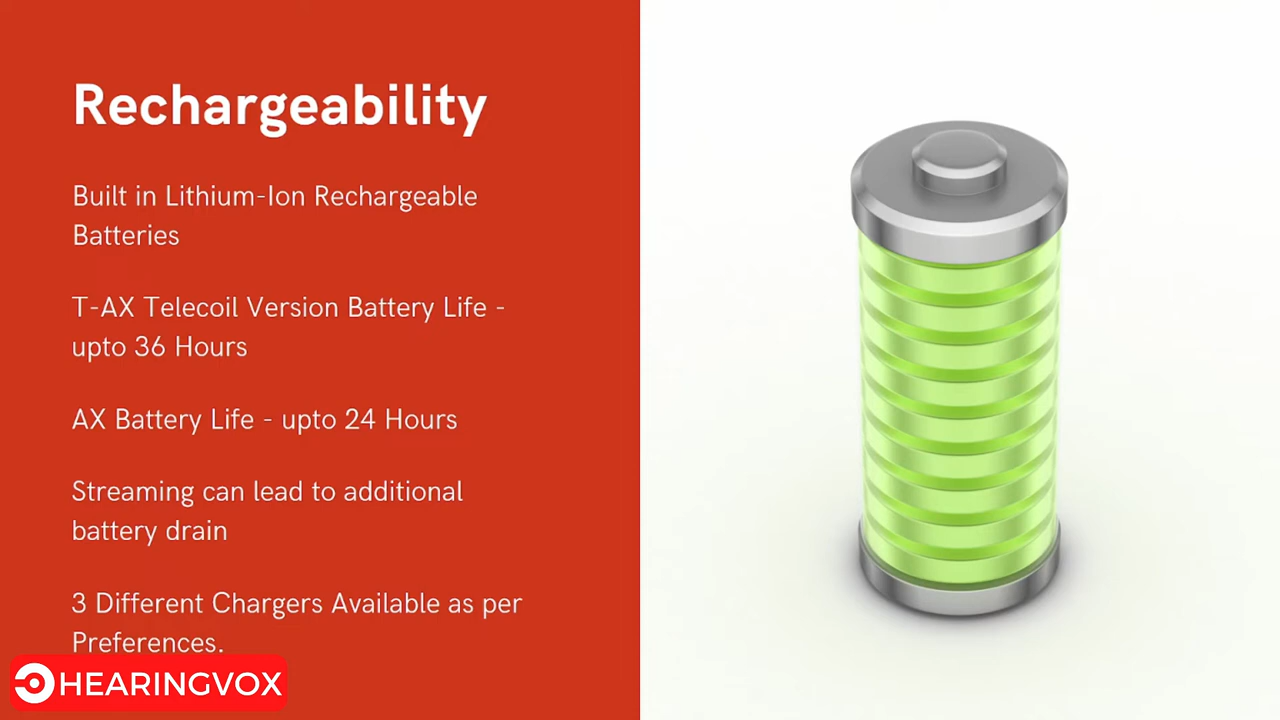 Rechargeability
Built in Lithium-Ion Rechargeable
Batteries
T-AX Telecoil Version Battery Life -
upto 36 Hours
AX Battery Life - upto 24 Hours
Streaming can lead to additional
battery drain
3 Different Chargers Available as per
Preferences.
HEARINGVOX